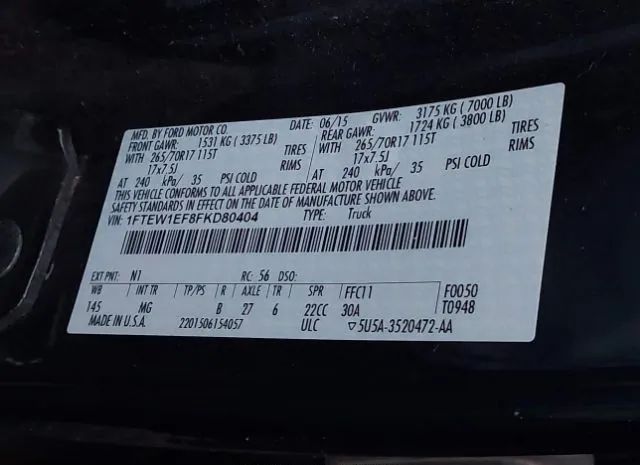 MFD. BY FORD MOTOR CO. DATE: 06/15 GVWR: 3175 KG ( 7000 LB)
FRONT GAWR: 1531 KG ( 3375 LB) REAR GAWR: 1724 KG ( 3800 LB)
WITH 265/70R17 115T TIRES WITH 265/70R17 115T TIRES
17x7.5J RIMS 17x7.5J RIMS
AT 240 kPa/ 35 PSI COLD AT 240 kPa/ 35 PSI COLD
THIS VEHICLE CONFORMS TO ALL APPLICABLE FEDERAL MOTOR VEHICLE
SAFETY STANDARDS IN EFFECT ON THE DATE OF MANUFACTURE SHOWN ABOVE.
VIN: 1FTEW1EF8FKD80404 TYPE: Truck
EXT PNT: N1 RC: 56 DSO:
WB INT TR TP/PS R AXLE TR SPR FFC11 F0050
145 MG B 27 6 22CC 30A T0948
MADE IN U.S.A. 2201506154057 ULC ▽5U5A-3520472-AA